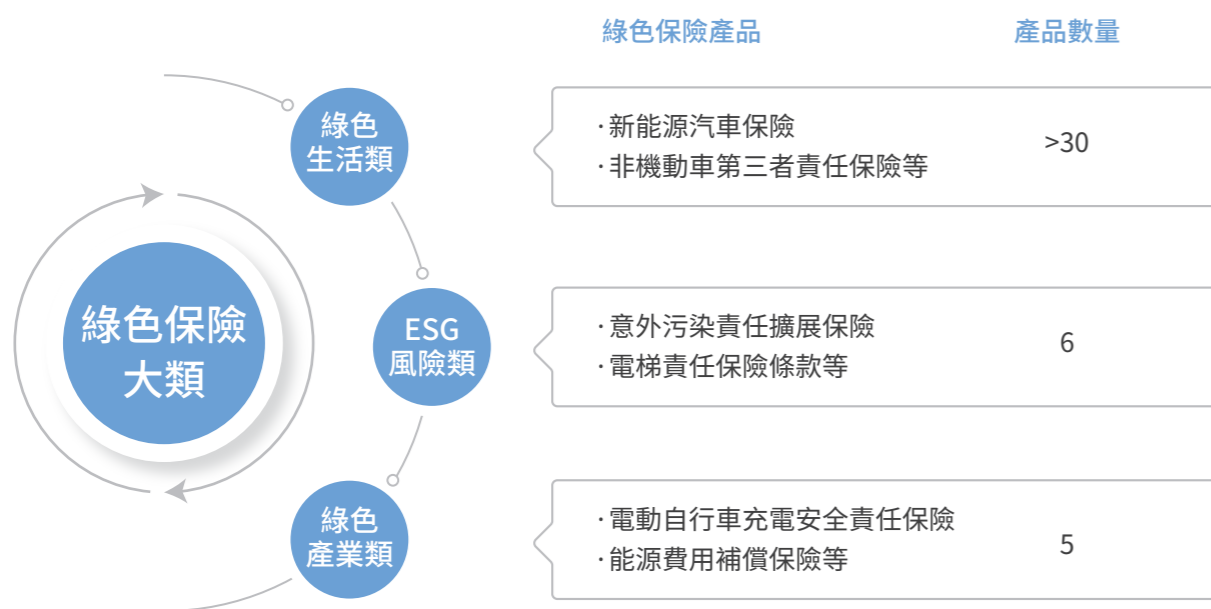 綠色保險產品
產品數量
綠色保險
大類
綠色
生活類
·新能源汽車保險
·非機動車第三者責任保險等
>30
ESG
風險類
·意外污染責任擴展保險
·電梯責任保險條款等
6
綠色
產業類
·電動自行車充電安全責任保險
·能源費用補償保險等
5